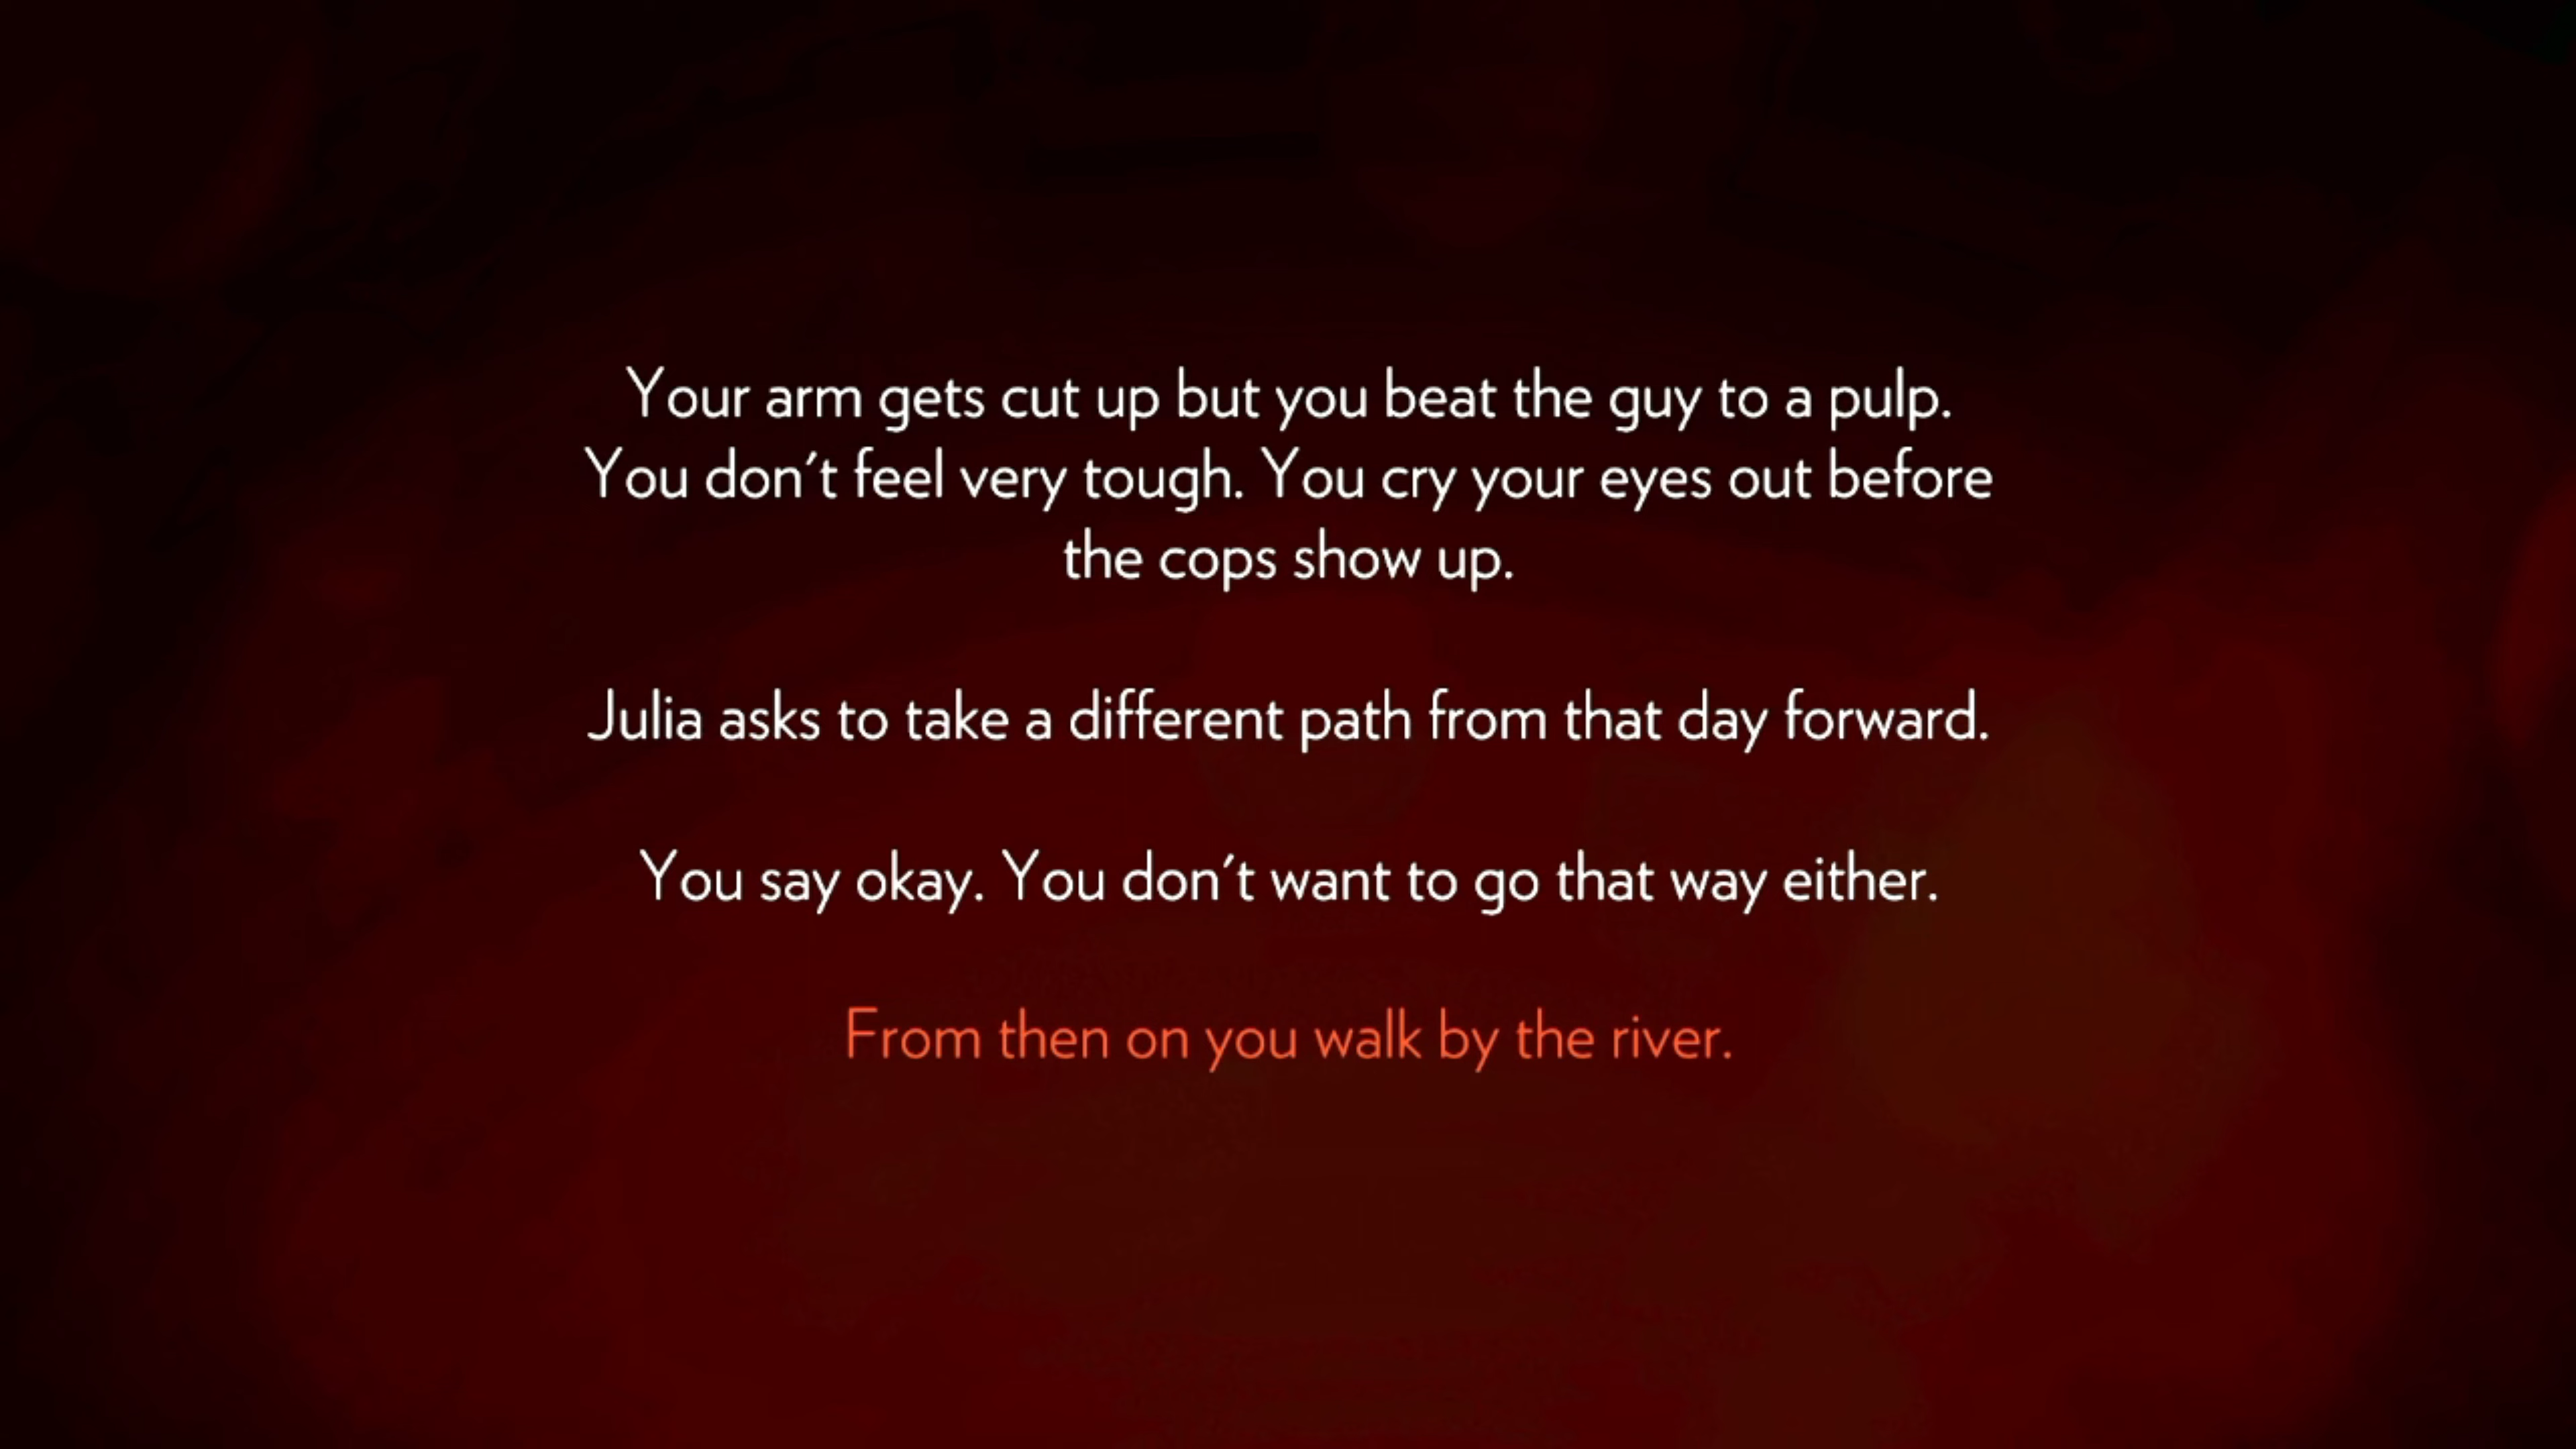 Your arm gets cut up but you beat the guy to a pulp.
You don't feel very tough. You cry your eyes out before
the cops show up.
Julia asks to take a different path from that day forward.
You say okay. You don't want to go that way either.
From then on you walk by the river.